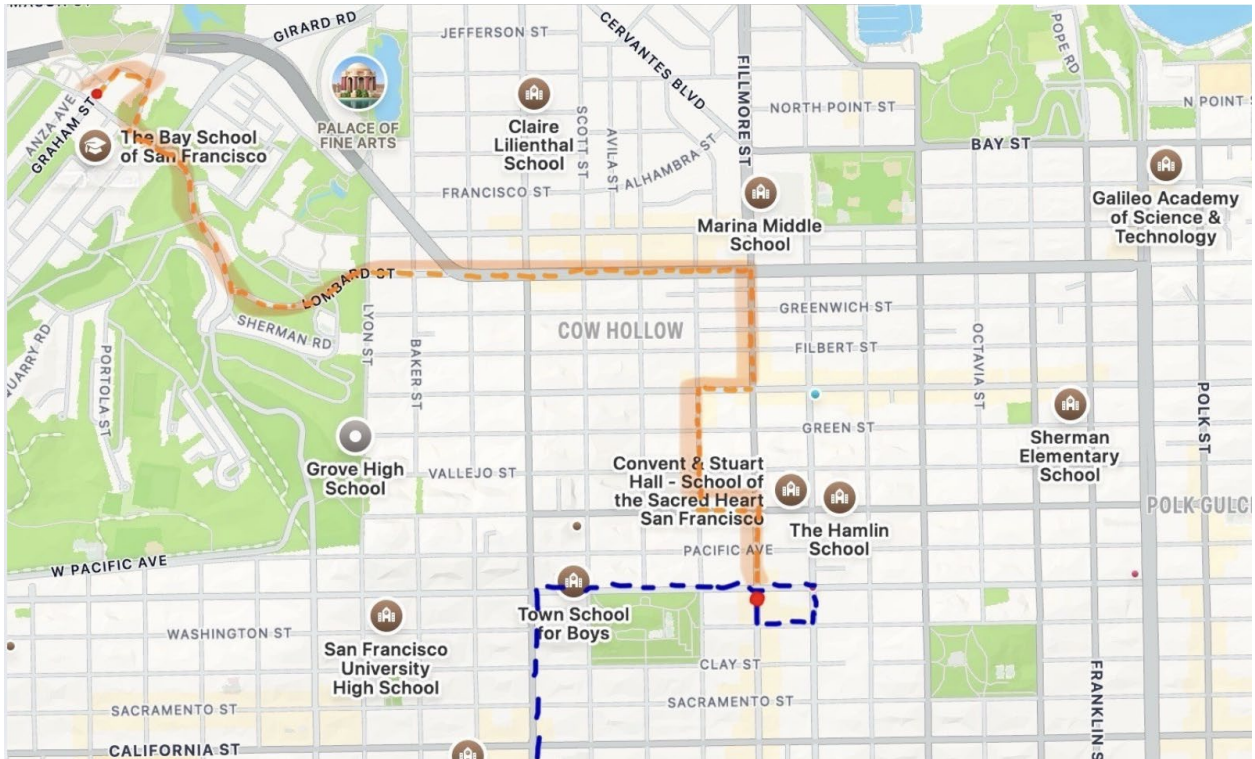 GIRARD RD
JEFFERSON ST
CERVANTES BLVD
FILLMORE ST
POPE RD
NORTH POINT ST
N POINT
ANZA AVE
GRAHAM ST
The Bay School
of San Francisco
PALACE OF
FINE ARTS
Claire
Lilienthal
School
SCOTT ST
AVILA ST
ALHAMBRA ST
BAY ST
FRANCISCO ST
Marina Middle
School
Galileo Academy
of Science &
Technology
LOMBARD ST
SHERMAN RD
LYON ST
COW HOLLOW
GREENWICH ST
FILBERT ST
OCTAVIA ST
QUARRY RD
PORTOLA ST
BAKER ST
GREEN ST
POLK ST
Sherman
Elementary
School
Grove High
School
VALLEJO ST
Convent & Stuart
Hall - School of
the Sacred Heart
San Francisco
The Hamlin
School
POLK GULC
PACIFIC AVE
W PACIFIC AVE
Town School
for Boys
WASHINGTON ST
San Francisco
University
High School
CLAY ST
SACRAMENTO ST
SACRAMENTO ST
FRANKLIN S
CALIFORNIA ST